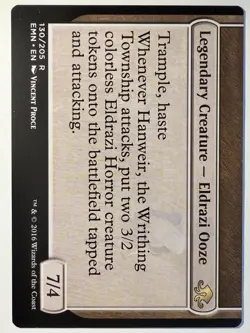 Legendary Creature — Eldrazi Ooze
Trample, haste
Whenever Hanweir, the Writhing
Township attacks, put two 3/2
colorless Eldrazi Horror creature
tokens onto the battlefield tapped
and attacking.
7/4
130/205 R
EMN • EN Vincent Proce
™ & © 2016 Wizards of the Coast